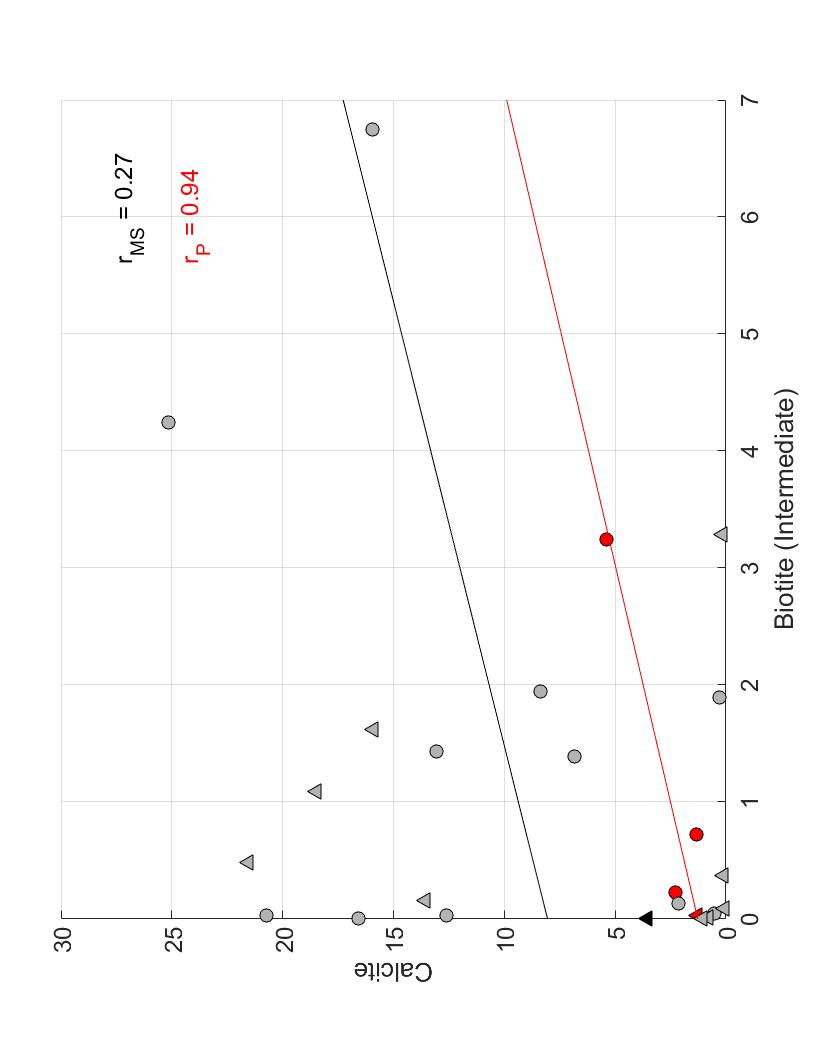 30
25
20
15
10
5
0
0 1 2 3 4 5 6 7
Calcite
Biotite (Intermediate)
rMS = 0.27
rP = 0.94